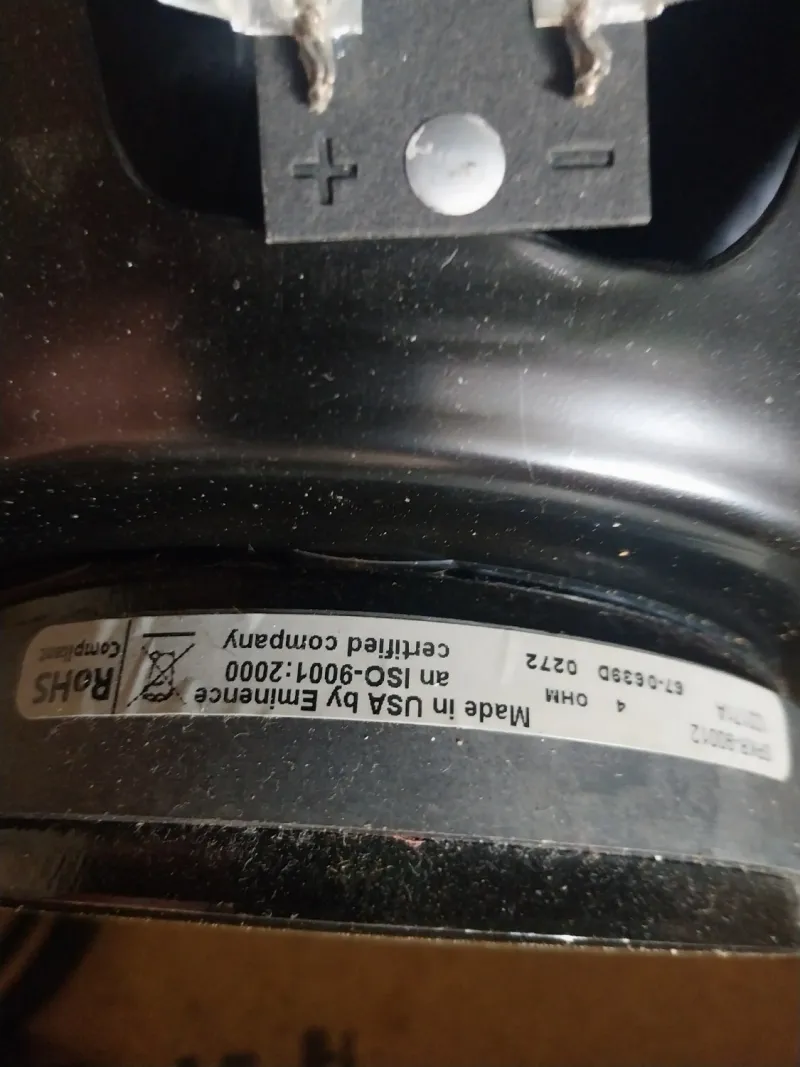 + −
4 OHM
67-0639D 0272
Made in USA by Eminence
an ISO-9001:2000
certified company
RoHS
Compliant